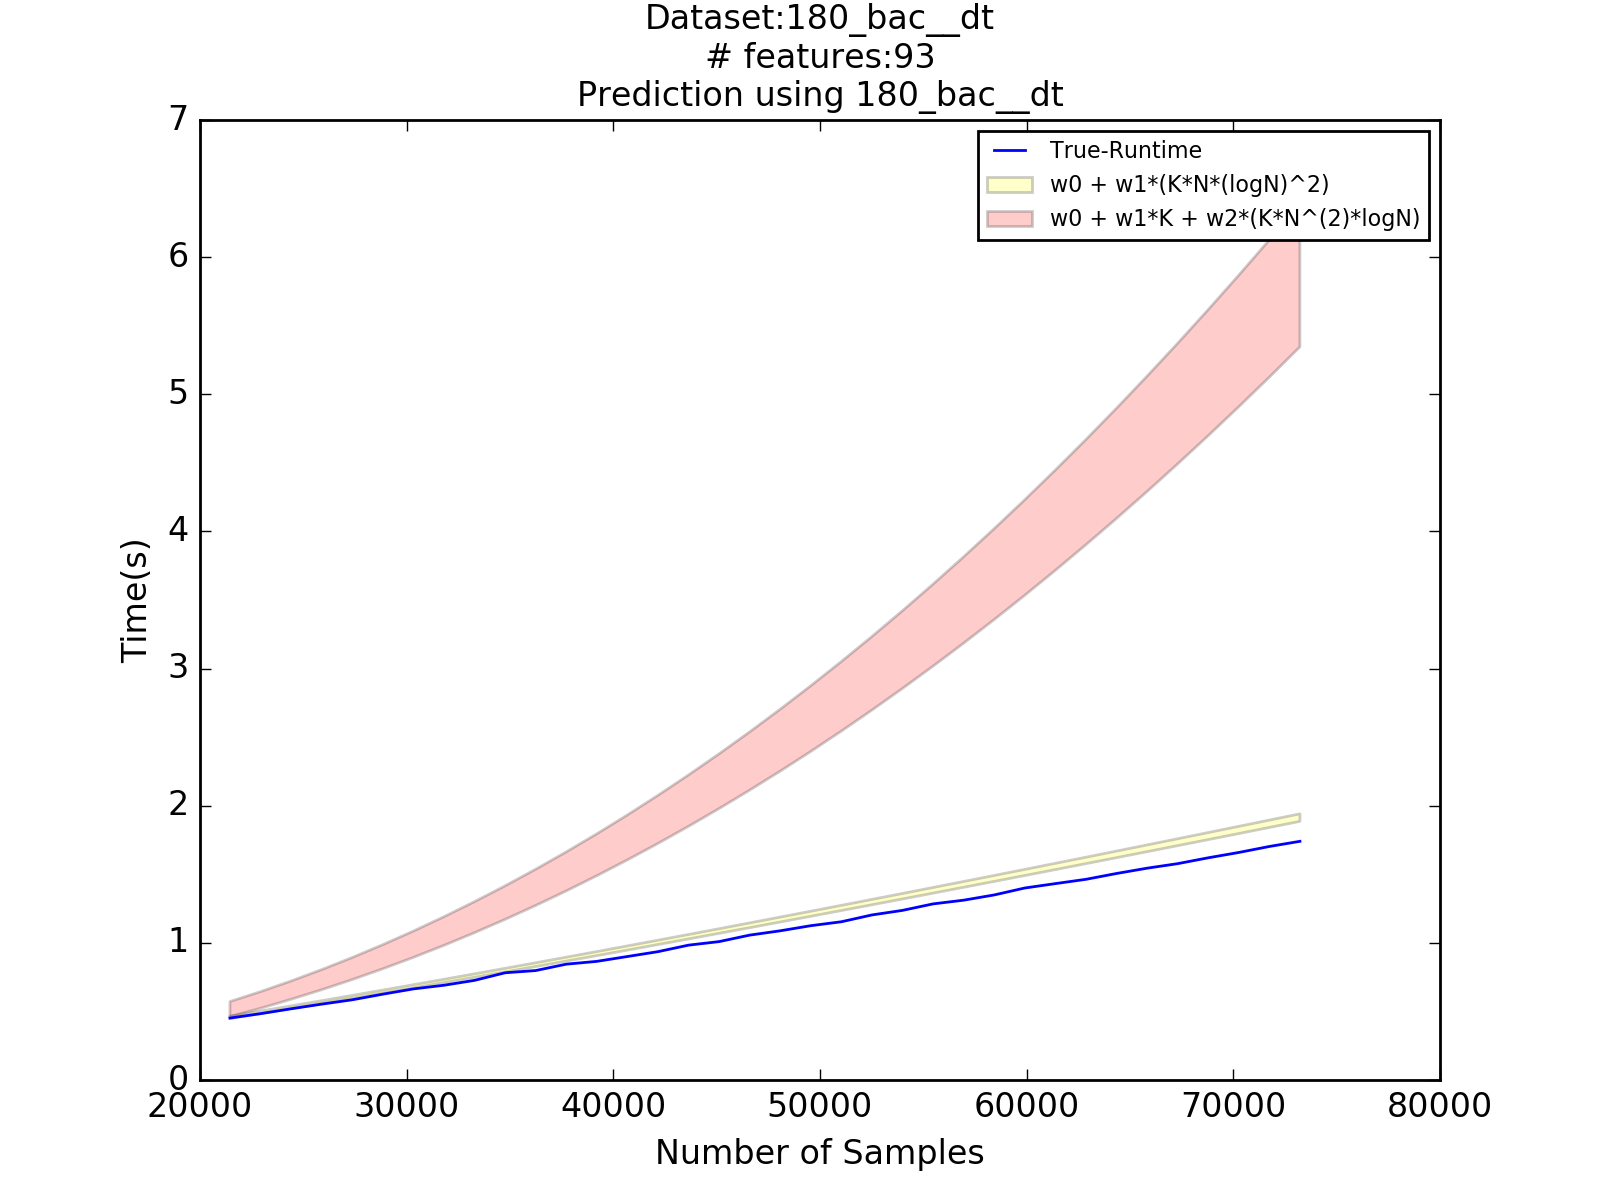 Dataset:180_bac__dt
# features:93
Prediction using 180_bac__dt
True-Runtime
w0 + w1*(K*N*(logN)^2)
w0 + w1*K + w2*(K*N^(2)*logN)
7
6
5
4
3
2
1
0
Time(s)
20000 30000 40000 50000 60000 70000 80000
Number of Samples